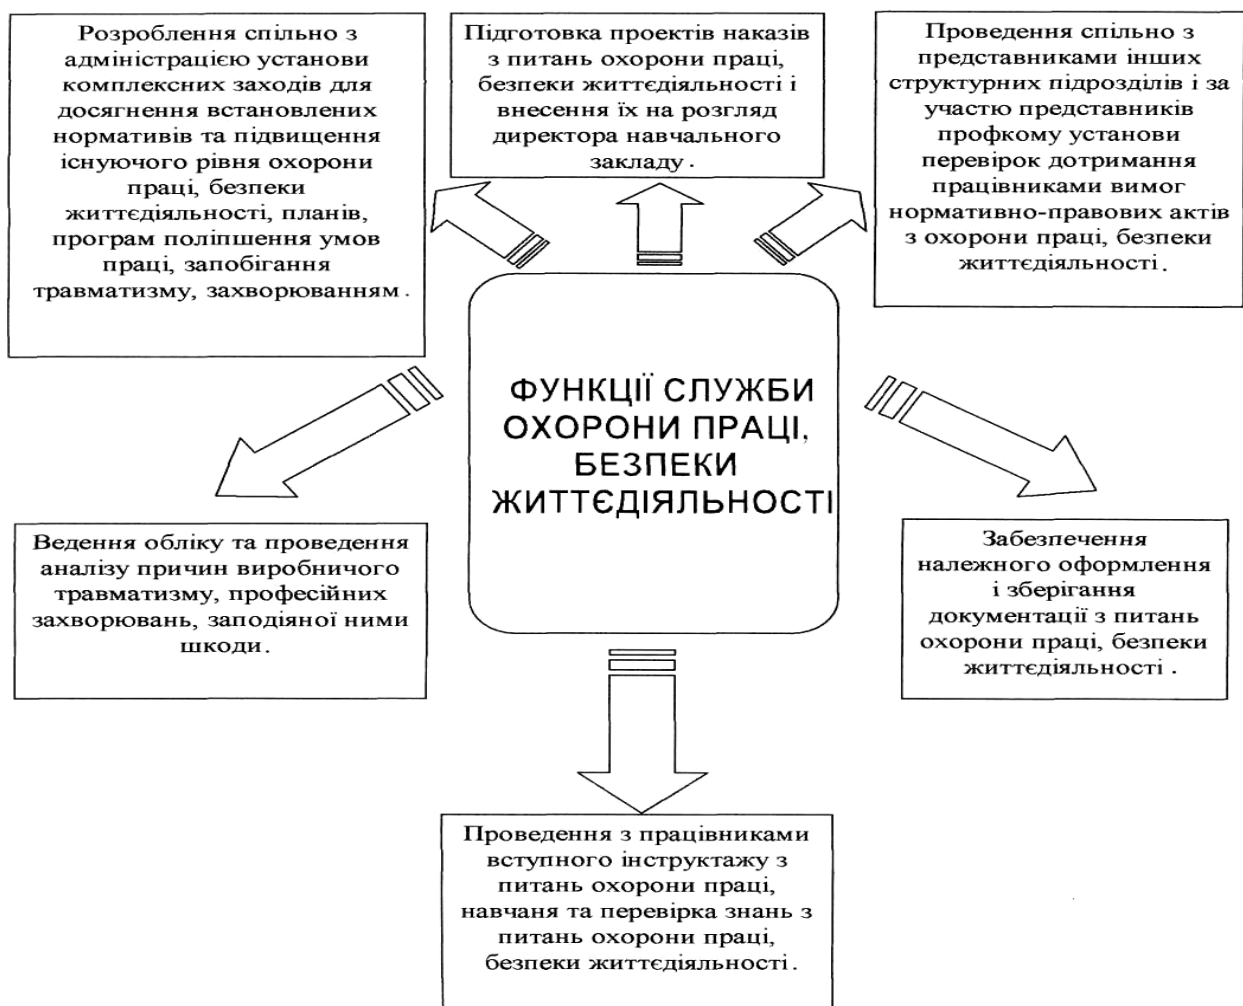 Розроблення спільно з
адміністрацією установи
комплексних заходів для
досягнення встановлених
нормативів та підвищення
існуючого рівня охорони
праці, безпеки
життєдіяльності, планів,
програм поліпшення умов
праці, запобігання
травматизму, захворюванням .
Підготовка проектів наказів
з питань охорони праці,
безпеки життєдіяльності і
внесення їх на розгляд
директора навчального
закладу .
Проведення спільно з
представниками інших
структурних підрозділів і за
участю представників
профкому установи
перевірок дотримання
працівниками вимог
нормативно-правових актів
з охорони праці, безпеки
життєдіяльності.
ФУНКЦІЇ СЛУЖБИ
ОХОРОНИ ПРАЦІ,
БЕЗПЕКИ
ЖИТТЄДІЯЛЬНОСТІ
Ведення обліку та проведення
аналізу причин виробничого
травматизму, професійних
захворювань, заподіяної ними
шкоди.
Забезпечення
належного оформлення
і зберігання
документації з питань
охорони праці, безпеки
життєдіяльності .
Проведення з працівниками
вступного інструктажу з
питань охорони праці,
навчаня та перевірка знань з
питань охорони праці,
безпеки життєдіяльності.